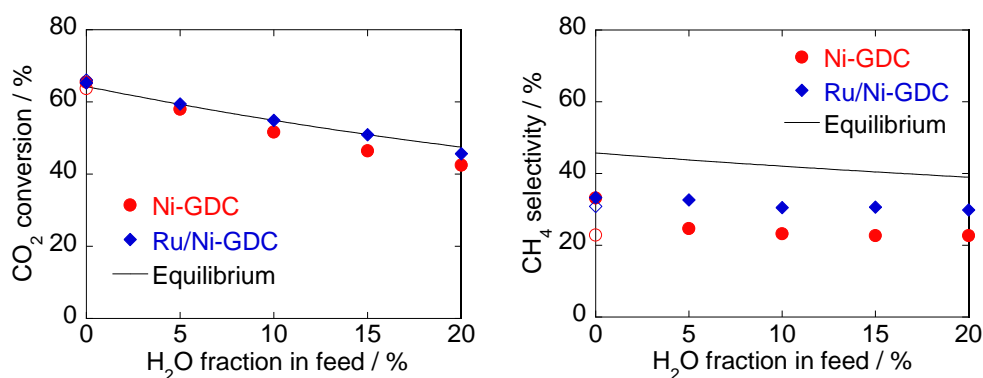 80
60
40
20
0
CO2 conversion / %
Ni-GDC
Ru/Ni-GDC
Equilibrium
0 5 10 15 20
H2O fraction in feed / %
80
60
40
20
0
CH4 selectivity / %
Ni-GDC
Ru/Ni-GDC
Equilibrium
0 5 10 15 20
H2O fraction in feed / %